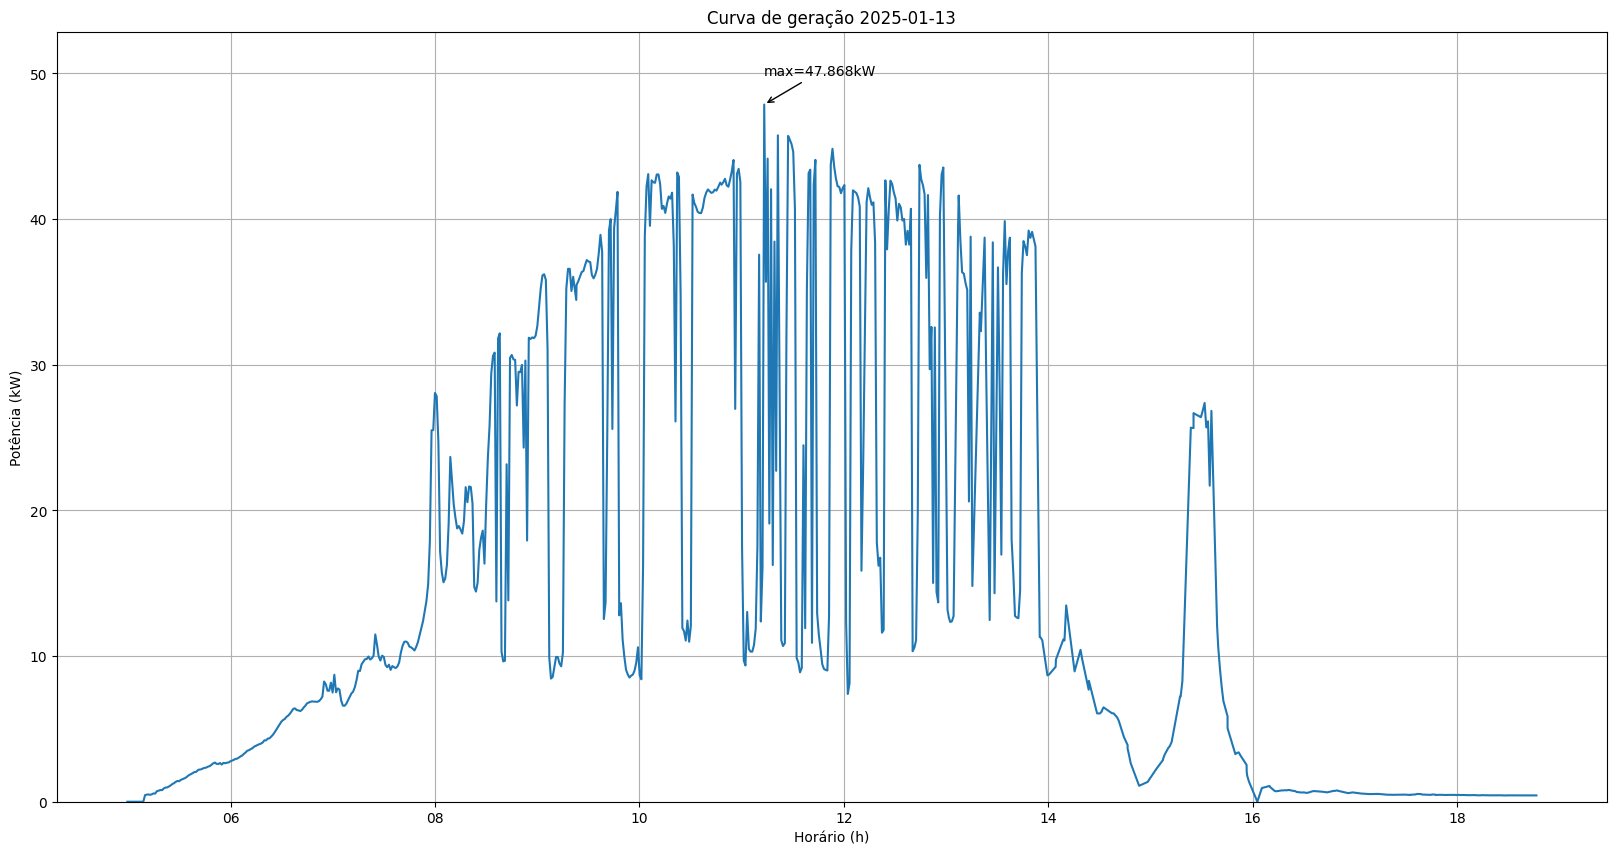 Curva de geração 2025-01-13
max=47.868kW
50
40
30
20
10
0
Potência (kW)
06 08 10 12 14 16 18
Horário (h)